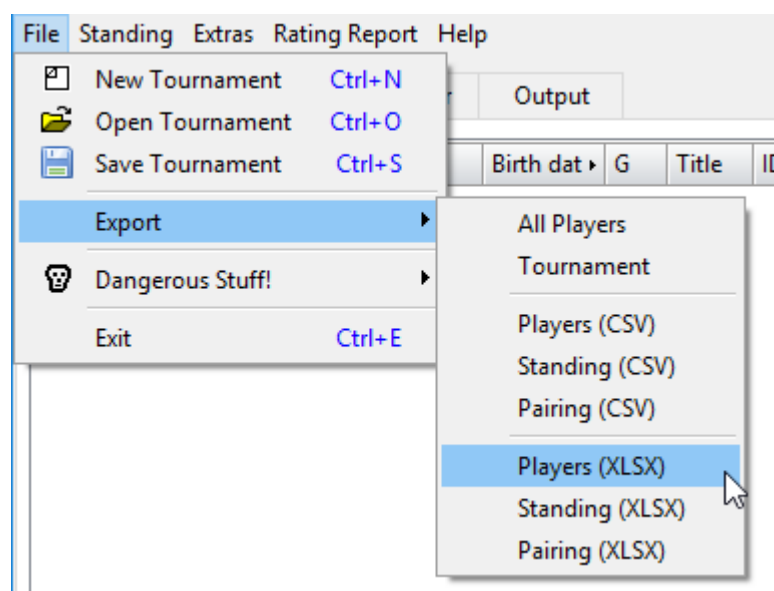 File Standing Extras Rating Report Help
New Tournament Ctrl+N
Open Tournament Ctrl+O
Save Tournament Ctrl+S
Export
Dangerous Stuff!
Exit Ctrl+E
Output
Birth dat G Title
All Players
Tournament
Players (CSV)
Standing (CSV)
Pairing (CSV)
Players (XLSX)
Standing (XLSX)
Pairing (XLSX)